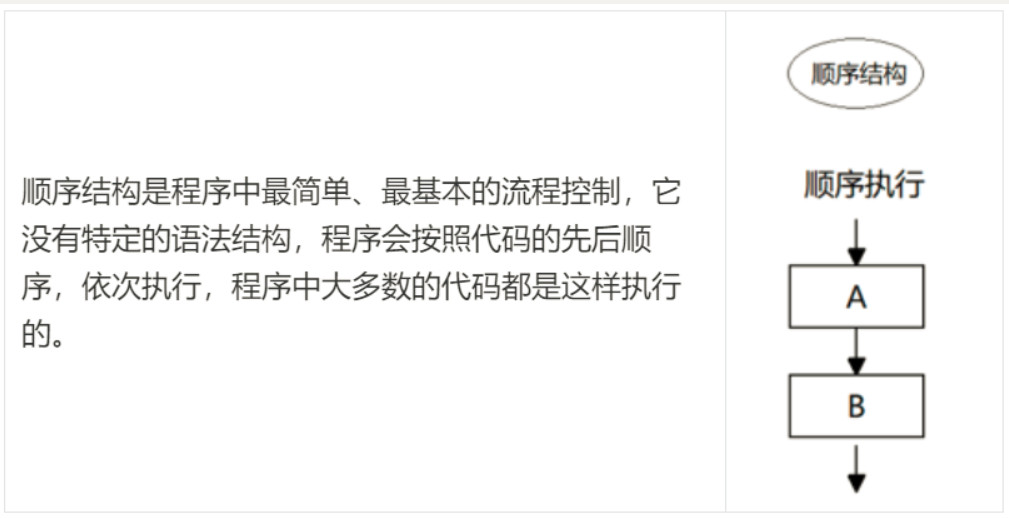 顺序结构是程序中最简单、最基本的流程控制，它
没有特定的语法结构，程序会按照代码的先后顺
序，依次执行，程序中大多数的代码都是这样执行
的。
顺序结构
顺序执行
A
B